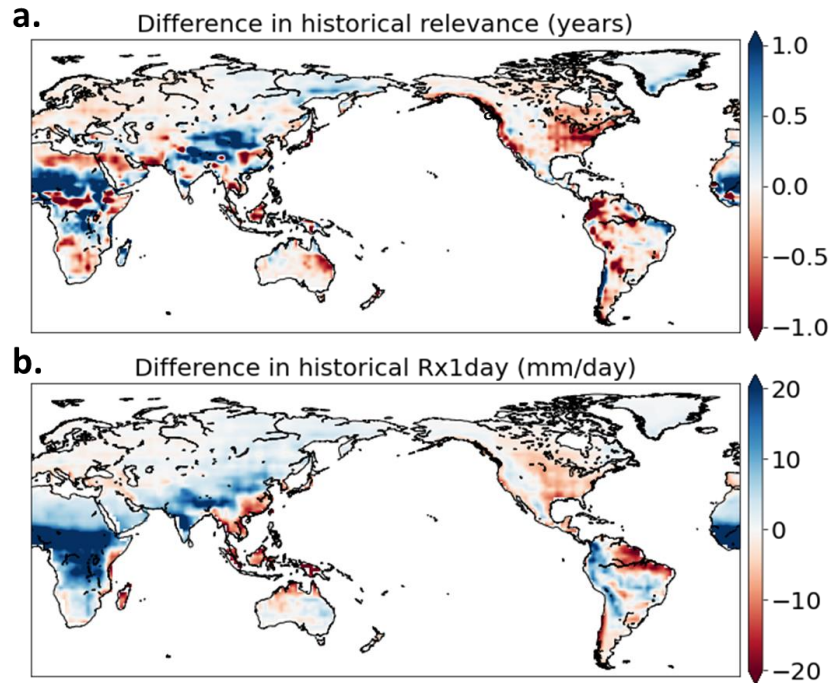 a.
Difference in historical relevance (years)
1.0
0.5
0.0
−0.5
−1.0
b.
Difference in historical Rx1day (mm/day)
20
10
0
−10
−20